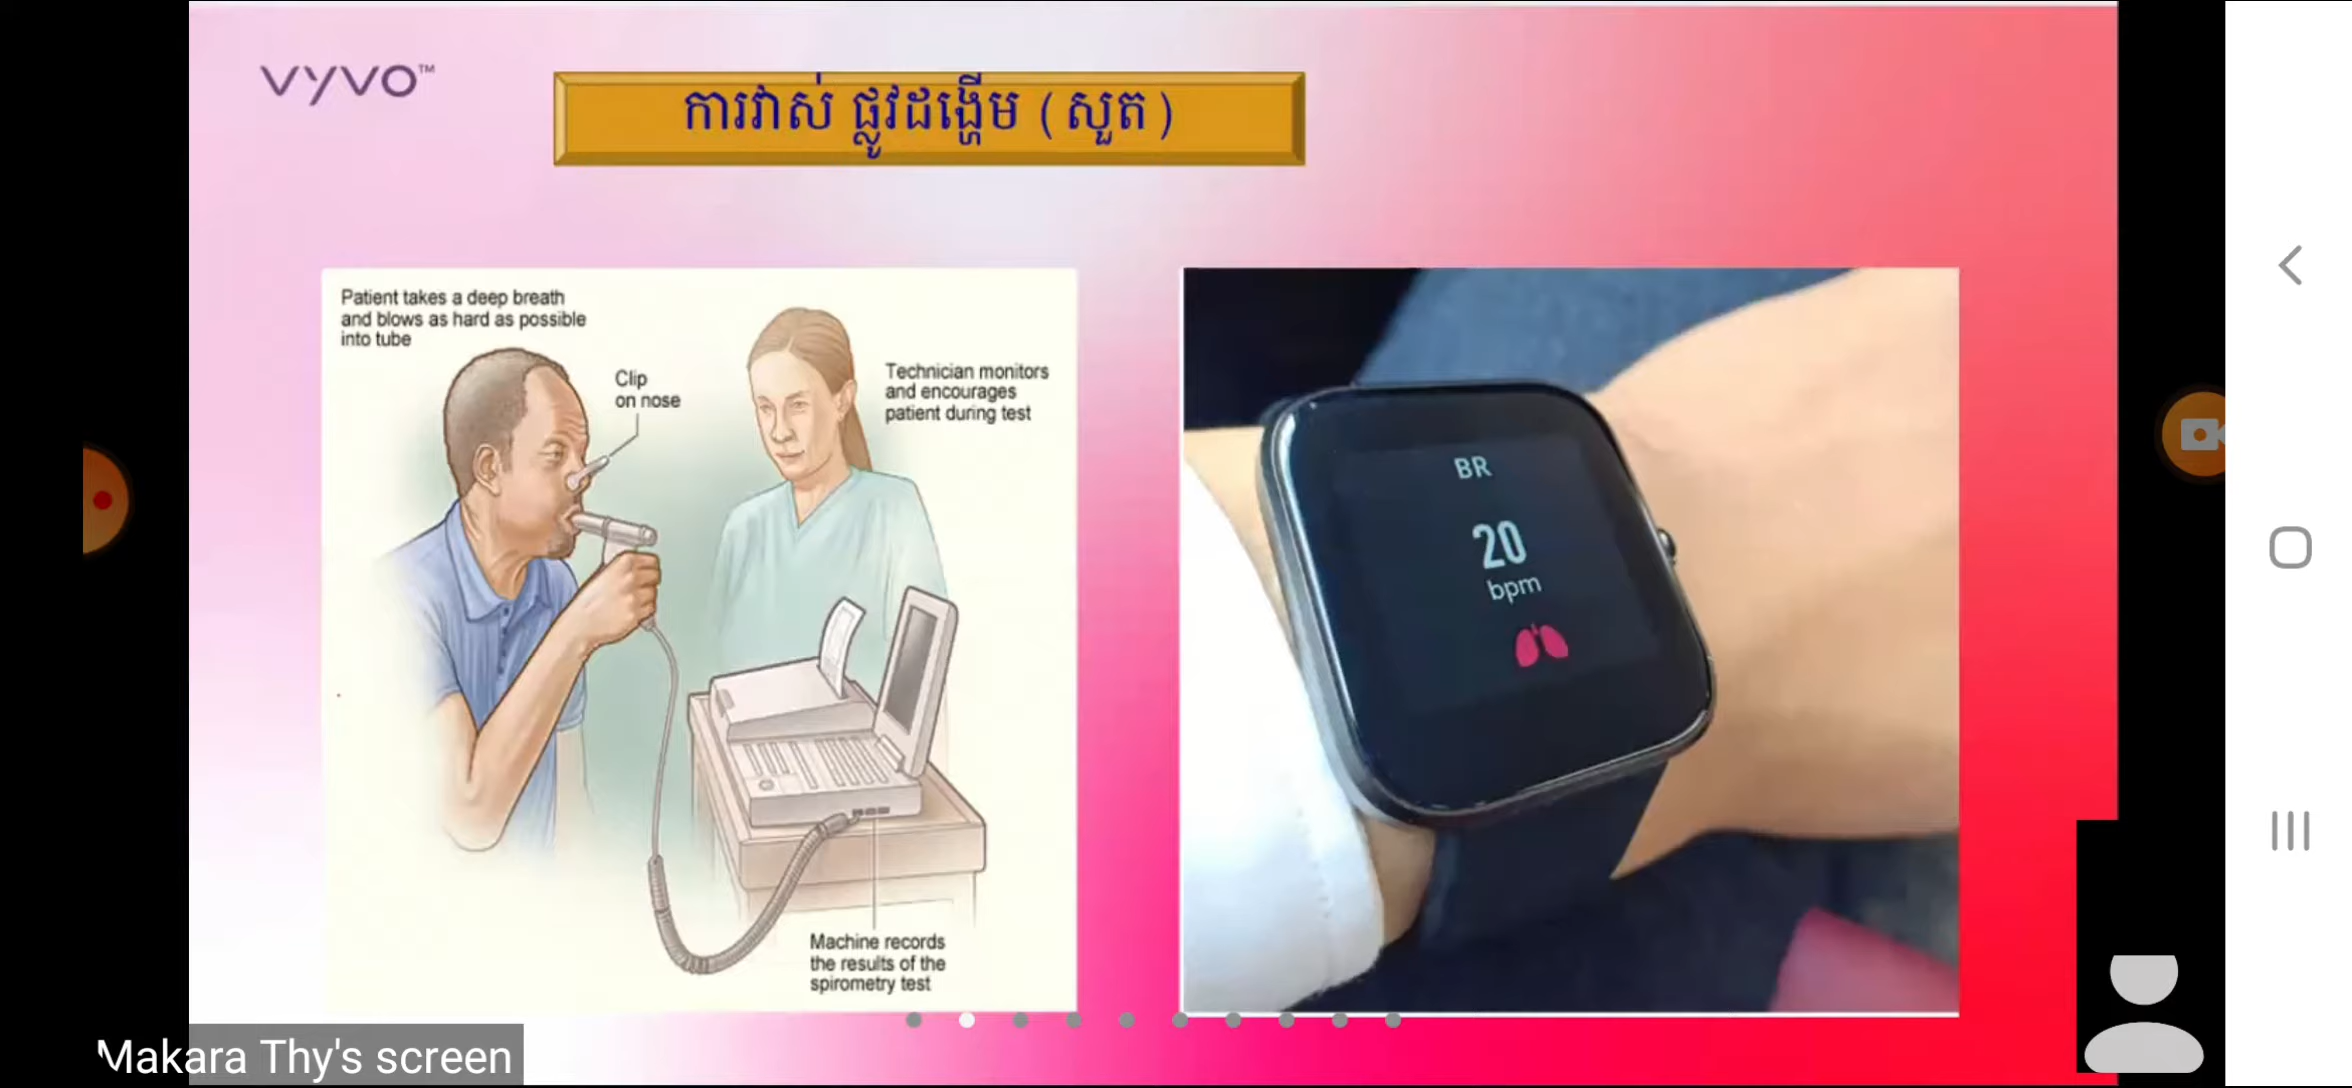 vyvo™
ការវាស់ ផ្លូវដង្ហើម ( សួត )
Patient takes a deep breath
and blows as hard as possible
into tube
Clip
on nose
Technician monitors
and encourages
patient during test
Machine records
the results of the
spirometry test
BR
20
bpm
Makara Thy's screen